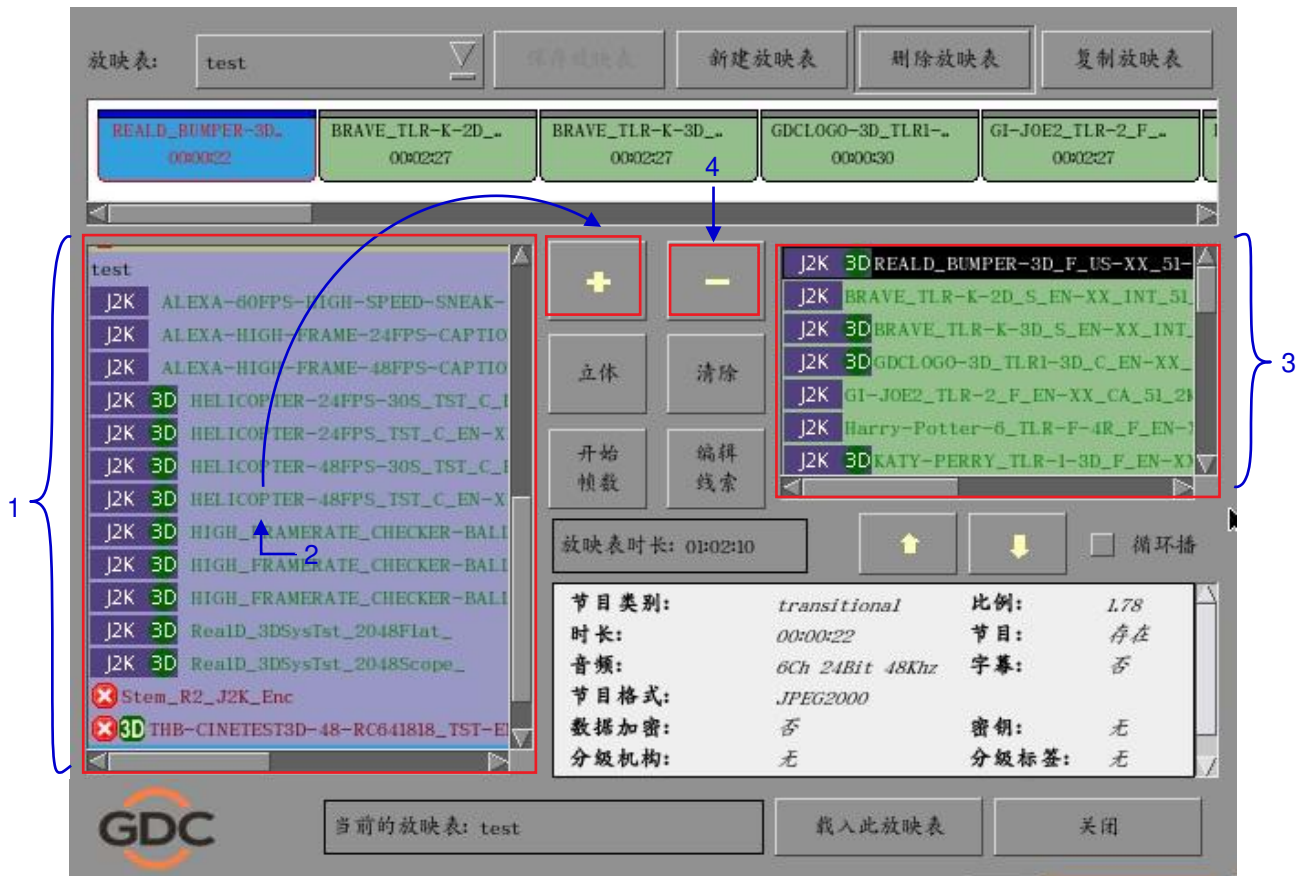 放映表: test 保存放映表 新建放映表 删除放映表 复制放映表
REALD_BUMPER-3D_… BRAVE_TLR-K-2D_… BRAVE_TLR-K-3D_… GDCLOGO-3D_TLR1-… GI-JOE2_TLR-2_F_…
00:00:22 00:02:27 00:02:27 00:00:30 00:02:27
4
test
J2K ALEXA-60FPS-HIGH-SPEED-SNEAK-
J2K ALEXA-HIGH-FRAME-24FPS-CAPTIO
J2K ALEXA-HIGH-FRAME-48FPS-CAPTIO
J2K 3D HELICOPTER-24FPS-30S_TST_C_E
J2K 3D HELICOPTER-24FPS_TST_C_EN-X
J2K 3D HELICOPTER-48FPS-30S_TST_C_E
J2K 3D HELICOPTER-48FPS_TST_C_EN-X
J2K 3D HIGH_FRAMERATE_CHECKER-BALL
J2K 3D HIGH_FRAMERATE_CHECKER-BALL
J2K 3D HIGH_FRAMERATE_CHECKER-BALL
J2K 3D RealD_3DSysTst_2048Flat_
J2K 3D RealD_3DSysTst_2048Scope_
Stem_R2_J2K_Enc
3D THB-CINETEST3D-48-RC641818_TST-E
1
2
+ −
立体 清除
开始帧数 编辑线索
J2K 3D REALD_BUMPER-3D_F_US-XX_51-
J2K BRAVE_TLR-K-2D_S_EN-XX_INT_51_
J2K 3D BRAVE_TLR-K-3D_S_EN-XX_INT_
J2K 3D GDCLOGO-3D_TLR1-3D_C_EN-XX_
J2K GI-JOE2_TLR-2_F_EN-XX_CA_51_2K
J2K Harry-Potter-6_TLR-F-4R_F_EN-X
J2K 3D KATY-PERRY_TLR-1-3D_F_EN-XX
3
放映表时长: 01:02:10 循环播
节目类别: transitional 比例: 1.78
时长: 00:00:22 节目: 存在
音频: 6Ch 24Bit 48Khz 字幕: 否
节目格式: JPEG2000
数据加密: 否 密钥: 无
分级机构: 无 分级标签: 无
GDC 当前的放映表: test 载入此放映表 关闭